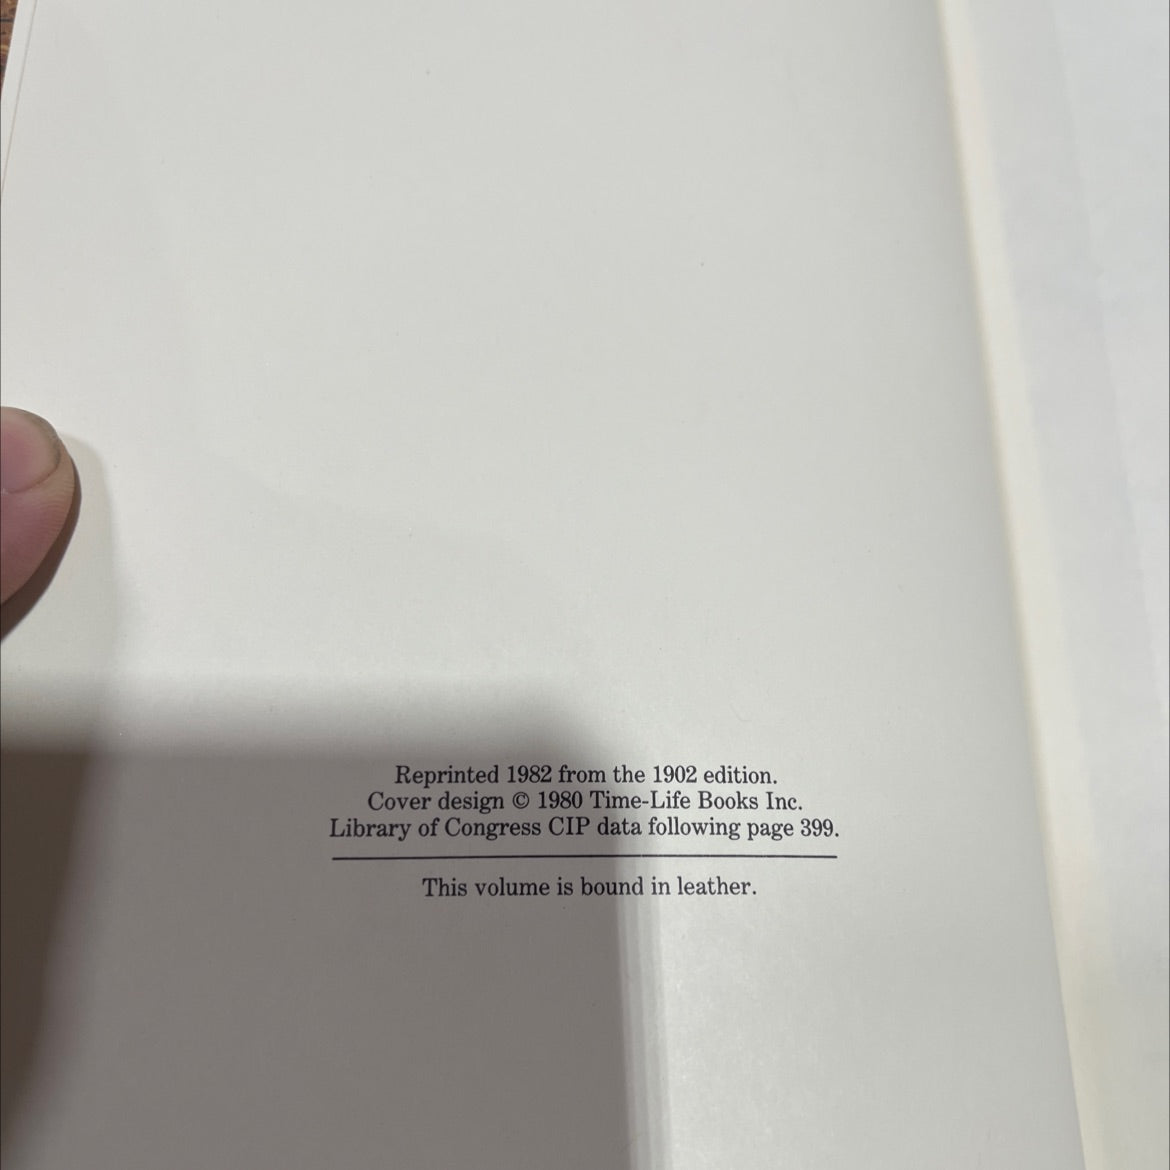 Reprinted 1982 from the 1902 edition.
Cover design © 1980 Time-Life Books Inc.
Library of Congress CIP data following page 399.
This volume is bound in leather.